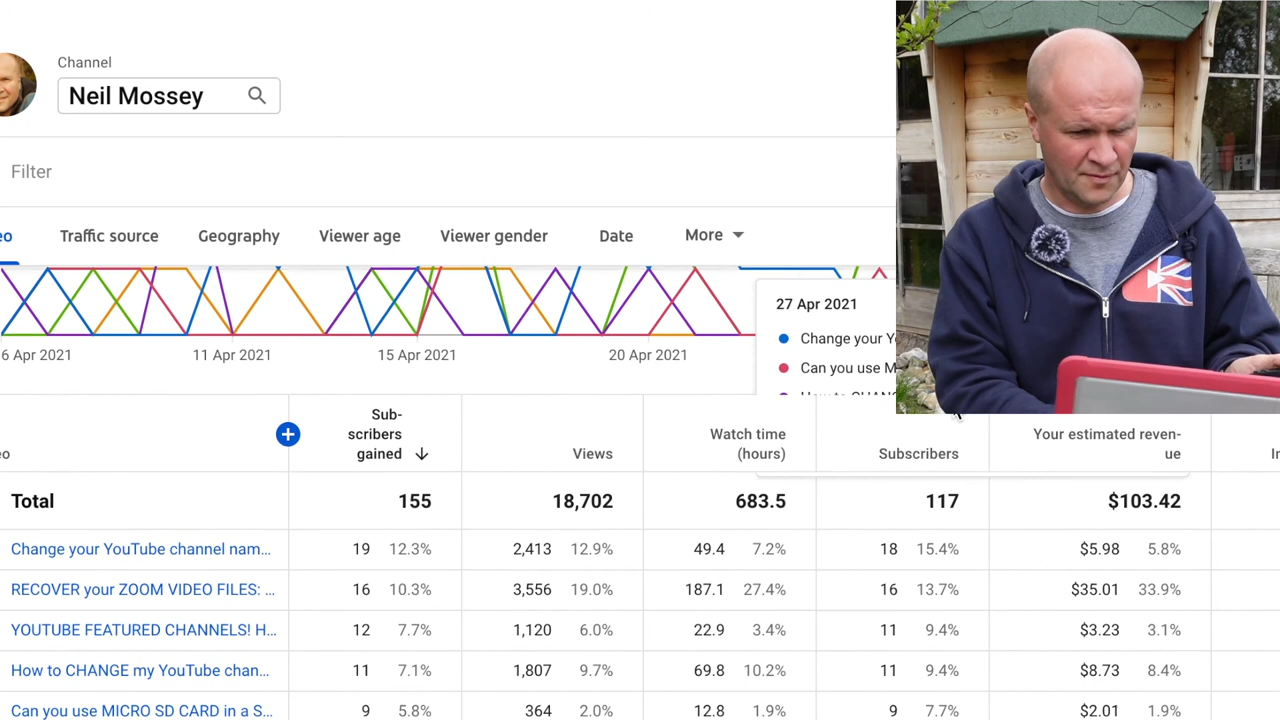 Channel
Neil Mossey
Filter
eo Traffic source Geography Viewer age Viewer gender Date More
27 Apr 2021
Change your Y
Can you use M
6 Apr 2021 11 Apr 2021 15 Apr 2021 20 Apr 2021
eo
Sub-
scribers
gained
Views
Watch time
(hours)
Subscribers
Your estimated reven-
ue
Total 155 18,702 683.5 117 $103.42
Change your YouTube channel nam... 19 12.3% 2,413 12.9% 49.4 7.2% 18 15.4% $5.98 5.8%
RECOVER your ZOOM VIDEO FILES: ... 16 10.3% 3,556 19.0% 187.1 27.4% 16 13.7% $35.01 33.9%
YOUTUBE FEATURED CHANNELS! H... 12 7.7% 1,120 6.0% 22.9 3.4% 11 9.4% $3.23 3.1%
How to CHANGE my YouTube chan... 11 7.1% 1,807 9.7% 69.8 10.2% 11 9.4% $8.73 8.4%
Can you use MICRO SD CARD in a S... 9 5.8% 364 2.0% 12.8 1.9% 9 7.7% $2.01 1.9%